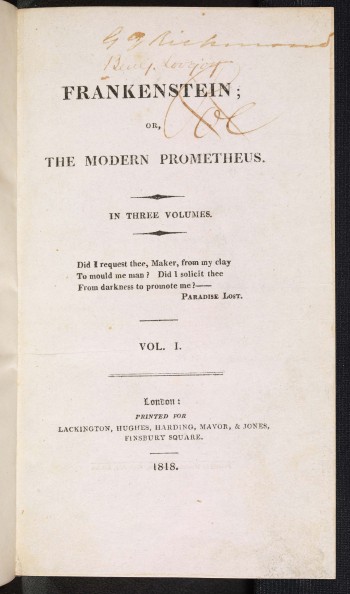 G G Richmond
FRANKENSTEIN;
OR,
THE MODERN PROMETHEUS.
IN THREE VOLUMES.
Did I request thee, Maker, from my clay
To mould me man? Did I solicit thee
From darkness to promote me?——
PARADISE LOST.
VOL. I.
London:
PRINTED FOR
LACKINGTON, HUGHES, HARDING, MAVOR, & JONES,
FINSBURY SQUARE.
1818.